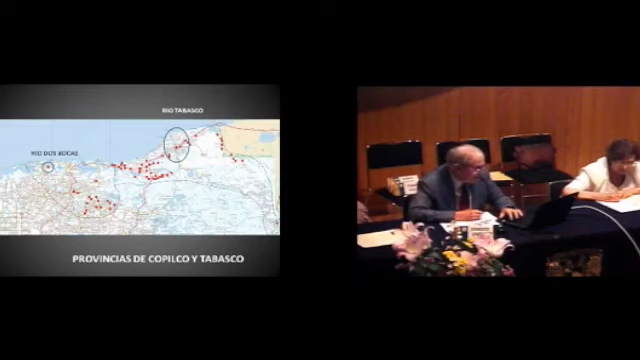 RIO TABASCO
RIO DOS BOCAS
PROVINCIAS DE COPILCO Y TABASCO